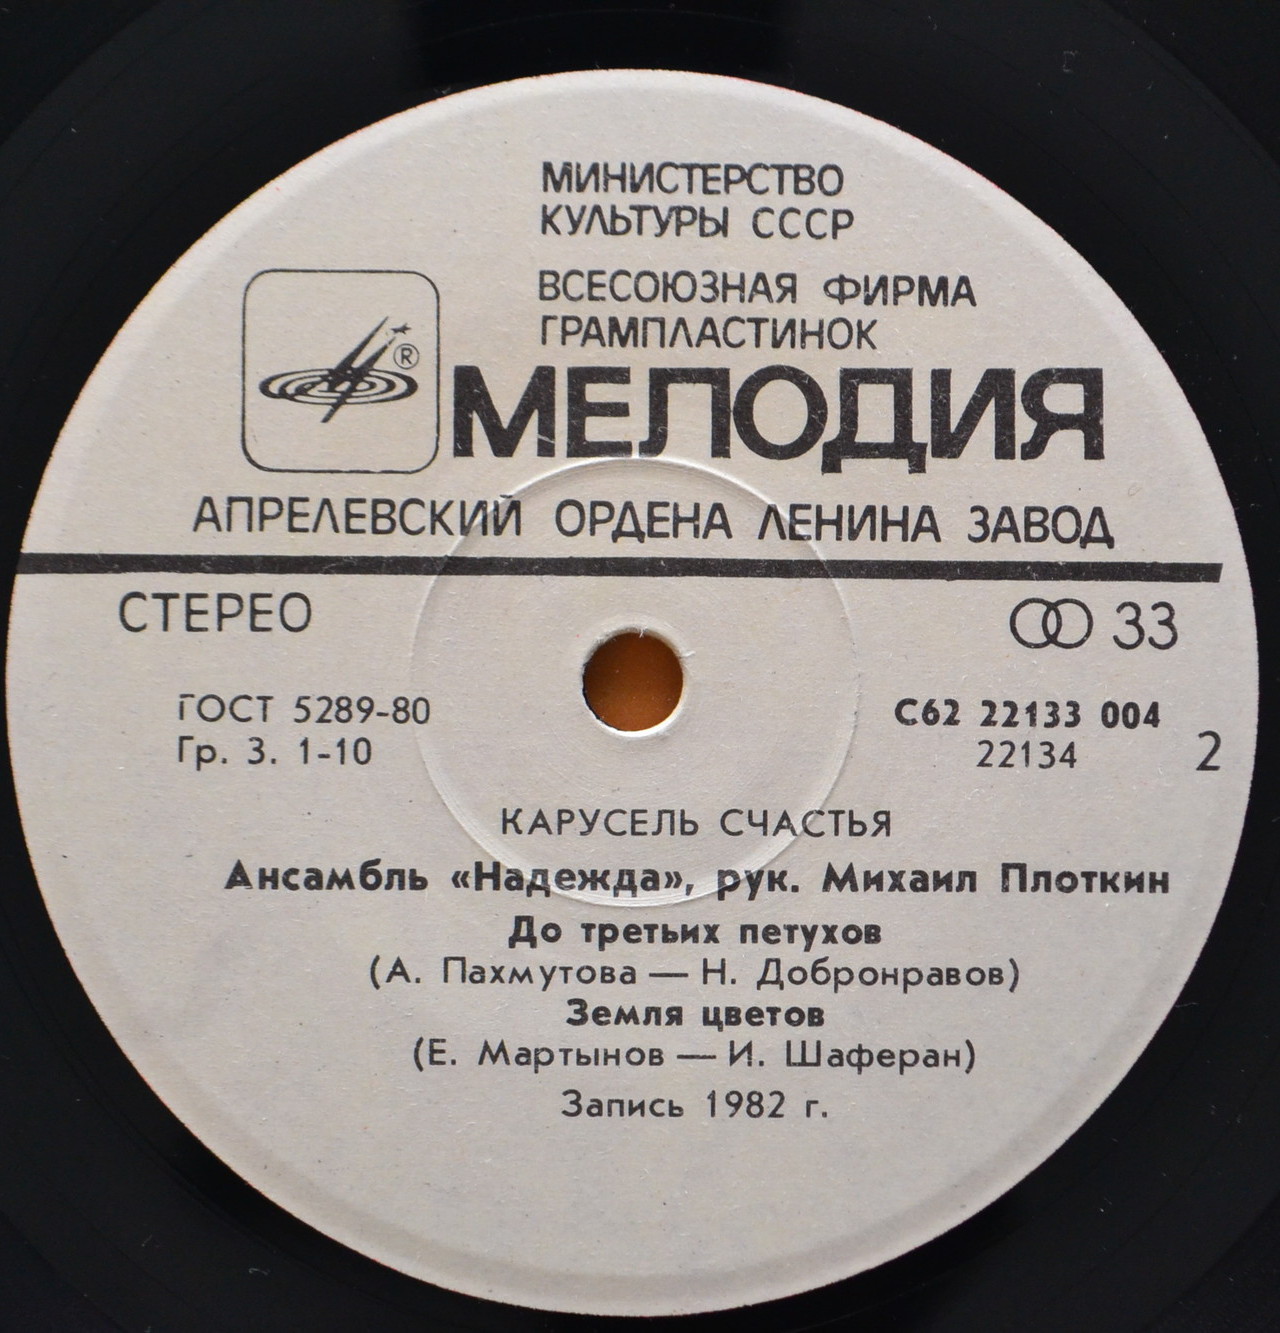 МИНИСТЕРСТВО
КУЛЬТУРЫ СССР
ВСЕСОЮЗНАЯ ФИРМА
ГРАМПЛАСТИНОК
®
МЕЛОДИЯ
АПРЕЛЕВСКИЙ ОРДЕНА ЛЕНИНА ЗАВОД
СТЕРЕО 33
ГОСТ 5289-80 С62 22133 004
Гр. 3. 1-10 22134 2
КАРУСЕЛЬ СЧАСТЬЯ
Ансамбль «Надежда», рук. Михаил Плоткин
До третьих петухов
(А. Пахмутова — Н. Добронравов)
Земля цветов
(Е. Мартынов — И. Шаферан)
Запись 1982 г.